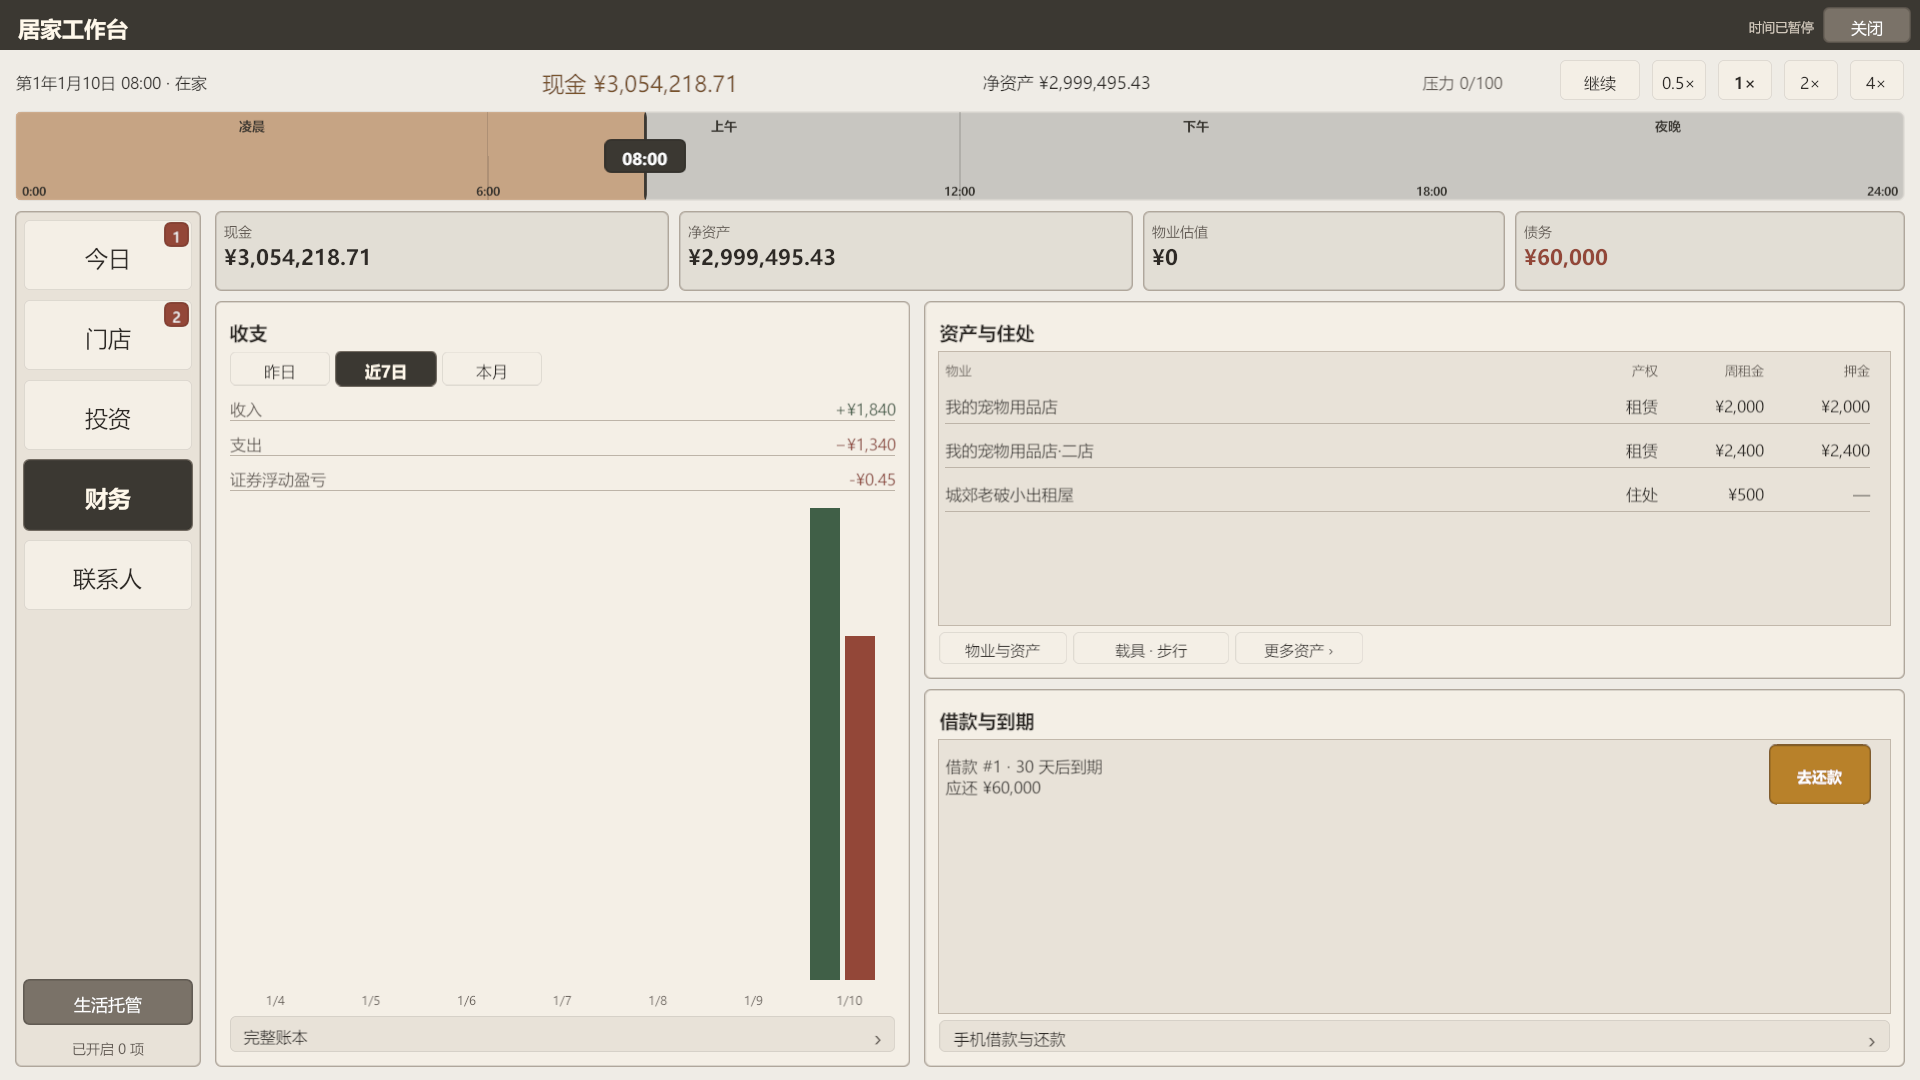 居家工作台
时间已暂停
关闭
第1年1月10日 08:00 · 在家
现金 ¥3,054,218.71
净资产 ¥2,999,495.43
压力 0/100
继续
0.5×
1×
2×
4×
凌晨
上午
下午
夜晚
08:00
0:00
6:00
12:00
18:00
24:00
今日
1
门店
2
投资
财务
联系人
生活托管
已开启 0 项
现金
¥3,054,218.71
净资产
¥2,999,495.43
物业估值
¥0
债务
¥60,000
收支
昨日
近7日
本月
收入 +¥1,840
支出 −¥1,340
证券浮动盈亏 -¥0.45
1/4 1/5 1/6 1/7 1/8 1/9 1/10
完整账本 ›
资产与住处
物业 产权 周租金 押金
我的宠物用品店 租赁 ¥2,000 ¥2,000
我的宠物用品店·二店 租赁 ¥2,400 ¥2,400
城郊老破小出租屋 住处 ¥500 —
物业与资产
载具 · 步行
更多资产 ›
借款与到期
借款 #1 · 30 天后到期
应还 ¥60,000
去还款
手机借款与还款 ›